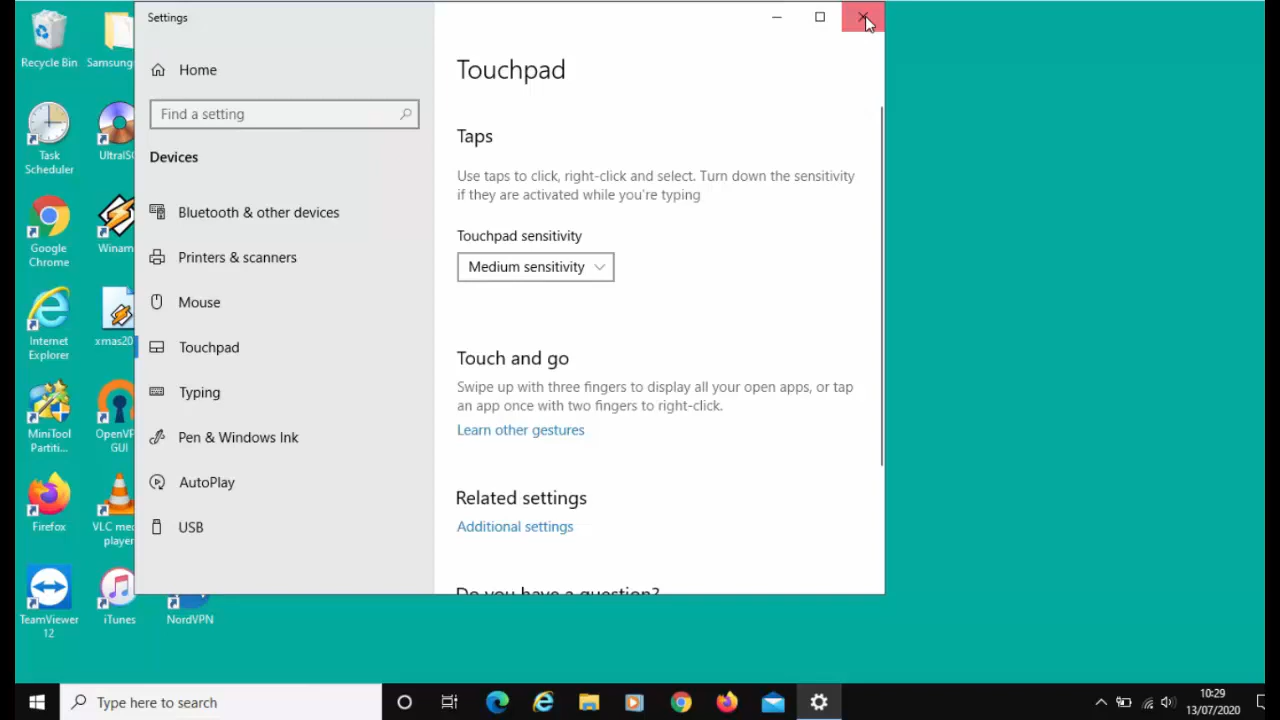 Settings
Home
Find a setting
Devices
Bluetooth & other devices
Printers & scanners
Mouse
Touchpad
Typing
Pen & Windows Ink
AutoPlay
USB
Touchpad
Taps
Use taps to click, right-click and select. Turn down the sensitivity
if they are activated while you're typing
Touchpad sensitivity
Medium sensitivity
Touch and go
Swipe up with three fingers to display all your open apps, or tap
an app once with two fingers to right-click.
Learn other gestures
Related settings
Additional settings
Do you have a question?
Recycle Bin
Samsung
Task
Scheduler
UltraIS
Google
Chrome
Winam
Internet
Explorer
xmas20
MiniTool
Partiti...
OpenVP
GUI
Firefox
VLC me
player
TeamViewer
12
iTunes
NordVPN
Type here to search
10:29
13/07/2020